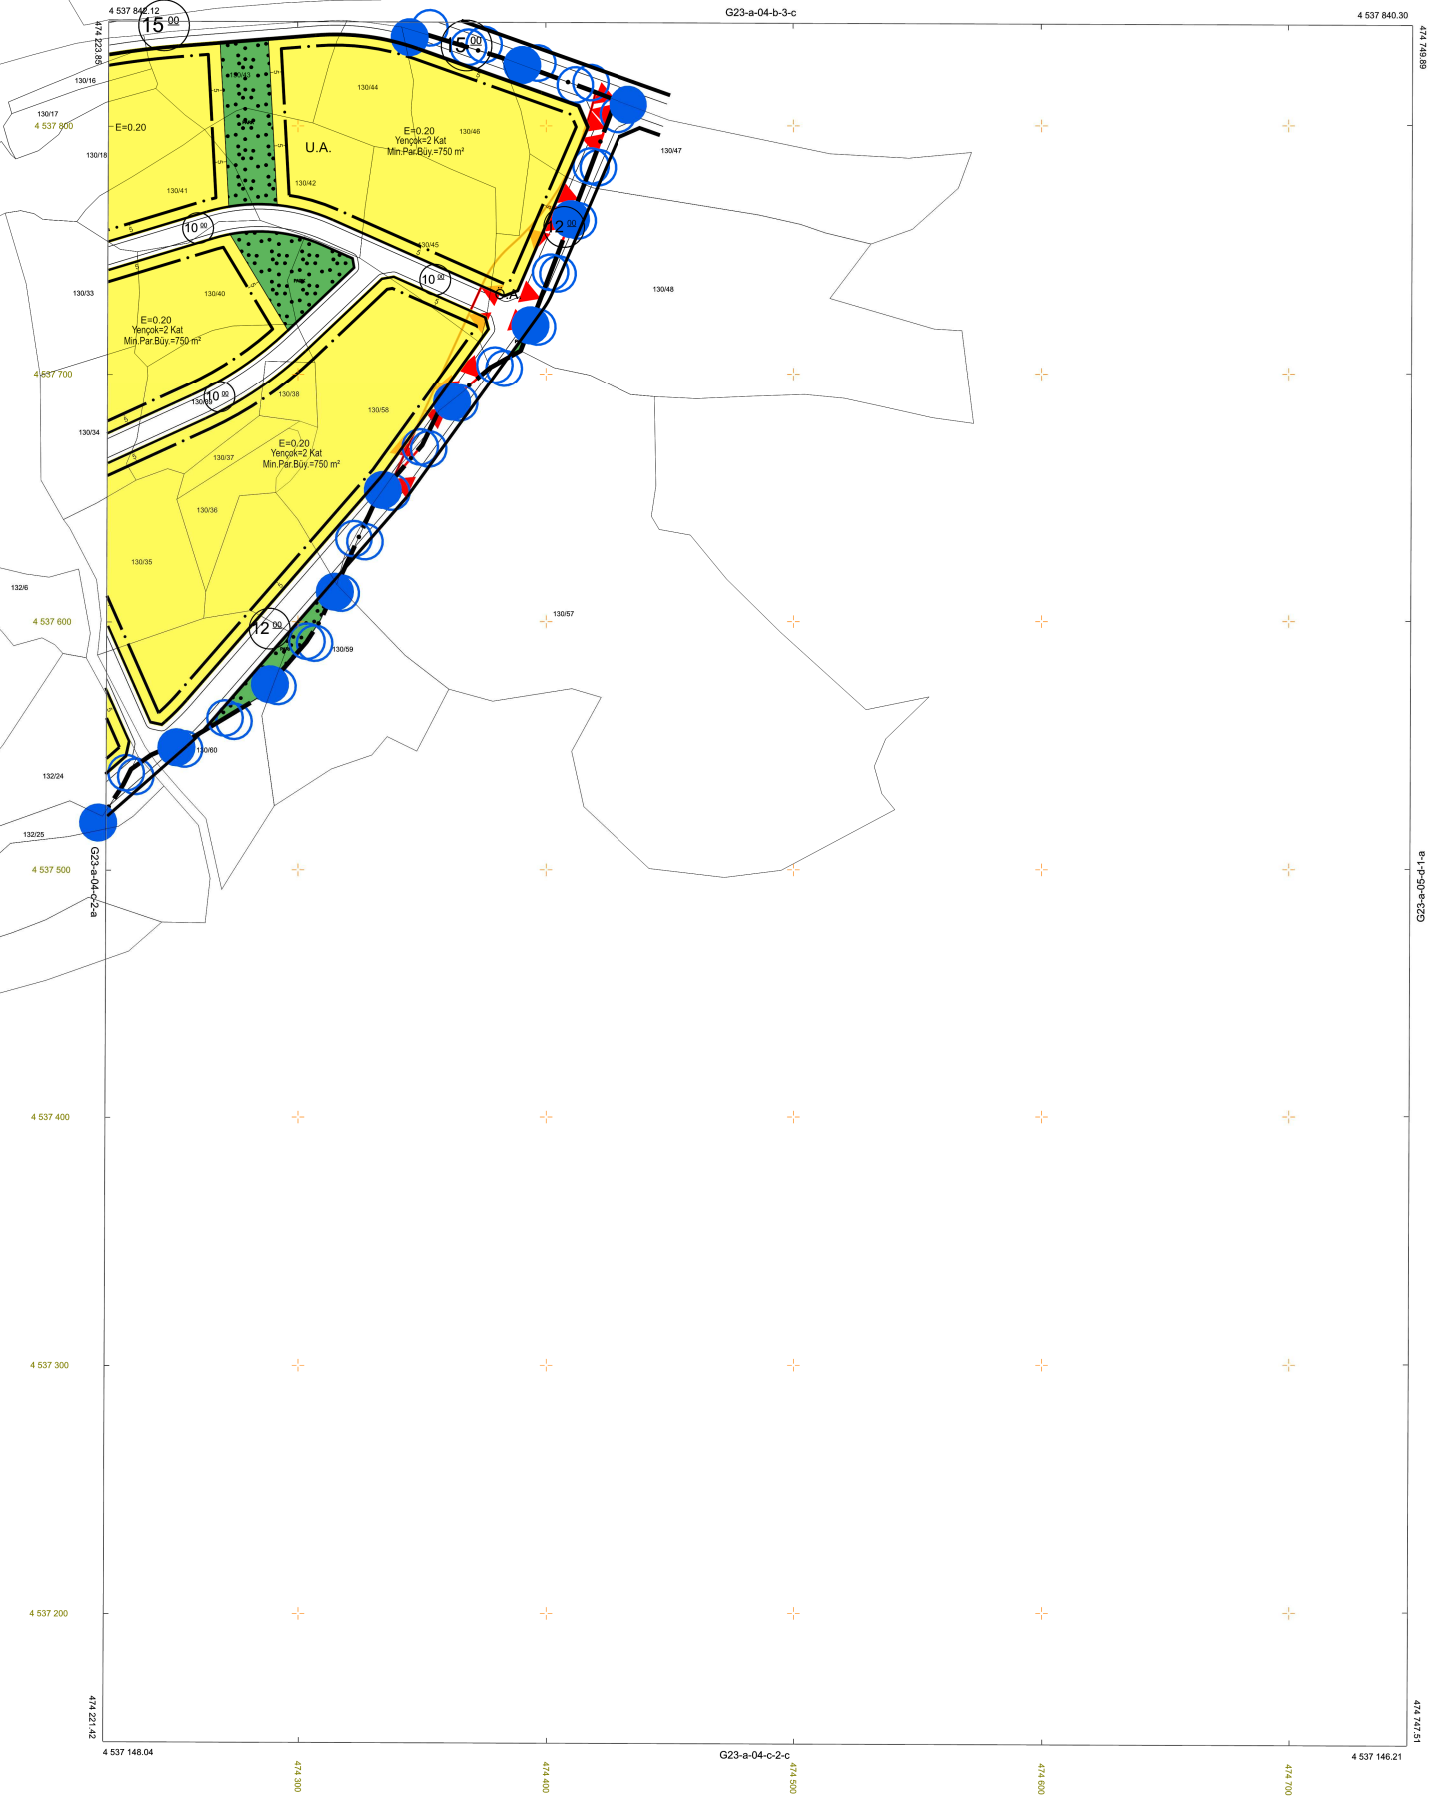 4 537 842.12
G23-a-04-b-3-c
4 537 840.30
474 223.85
474 749.89
15 00
15 00
130/16
130/17
130/18
4 537 800
E=0.20
130/43
130/44
130/46
E=0.20
Yençok=2 Kat
Min.Par.Büy.=750 m²
U.A.
130/47
130/41
130/42
10 00
12 00
130/45
10 00
130/33
130/40
130/48
E=0.20
Yençok=2 Kat
Min.Par.Büy.=750 m²
4 537 700
10 00
130/39
130/38
130/58
130/34
E=0.20
Yençok=2 Kat
Min.Par.Büy.=750 m²
130/37
130/36
130/35
132/6
130/57
4 537 600
12 00
130/59
130/60
132/24
132/25
4 537 500
G23-a-04-c-2-a
G23-a-05-d-1-a
4 537 400
4 537 300
4 537 200
474 221.42
474 747.51
4 537 148.04
G23-a-04-c-2-c
4 537 146.21
474 300
474 400
474 500
474 600
474 700